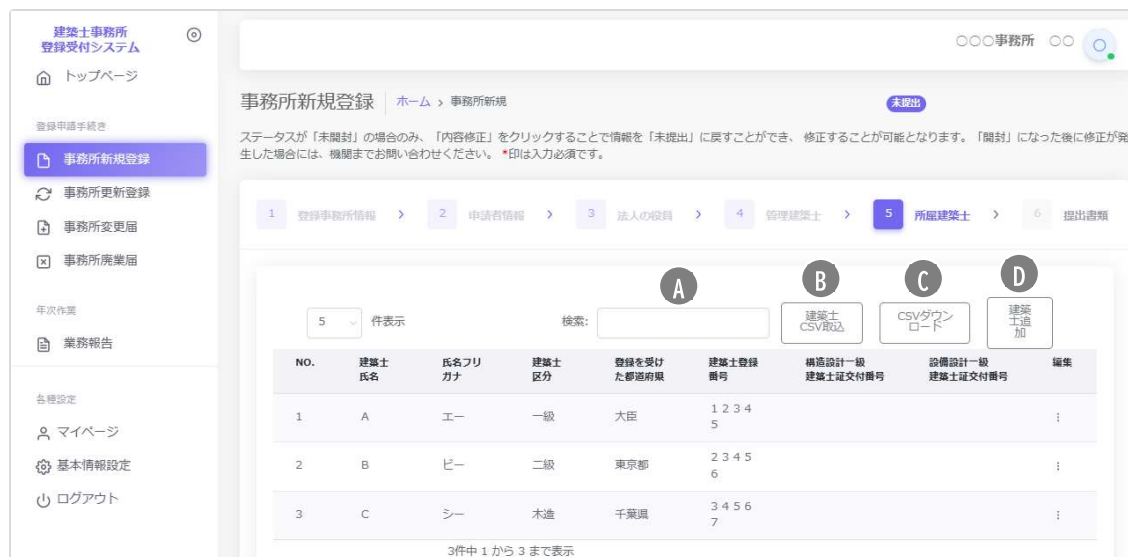 建築士事務所
登録受付システム
トップページ
登録申請手続き
事務所新規登録
事務所更新登録
事務所変更届
事務所廃業届
年次作業
業務報告
各種設定
マイページ
基本情報設定
ログアウト
○○○事務所 ○○ ○
事務所新規登録 ホーム > 事務所新規 未提出
ステータスが「未開封」の場合のみ、「内容修正」をクリックすることで情報を「未提出」に戻すことができ、 修正することが可能となります。「開封」になった後に修正が発
生した場合には、機関までお問い合わせください。 *印は入力必須です。
1 登録事務所情報 > 2 申請者情報 > 3 法人の役員 > 4 管理建築士 > 5 所属建築士 > 6 提出書類
A B C D
5 件表示 検索: 建築士 CSV取込 CSVダウンロード 建築士追加
NO. 建築士氏名 氏名フリガナ 建築士区分 登録を受けた都道府県 建築士登録番号 構造設計一級建築士証交付番号 設備設計一級建築士証交付番号 編集
1 A エー 一級 大臣 12345
2 B ビー 二級 東京都 23456
3 C シー 木造 千葉県 34567
3件中 1 から 3 まで表示